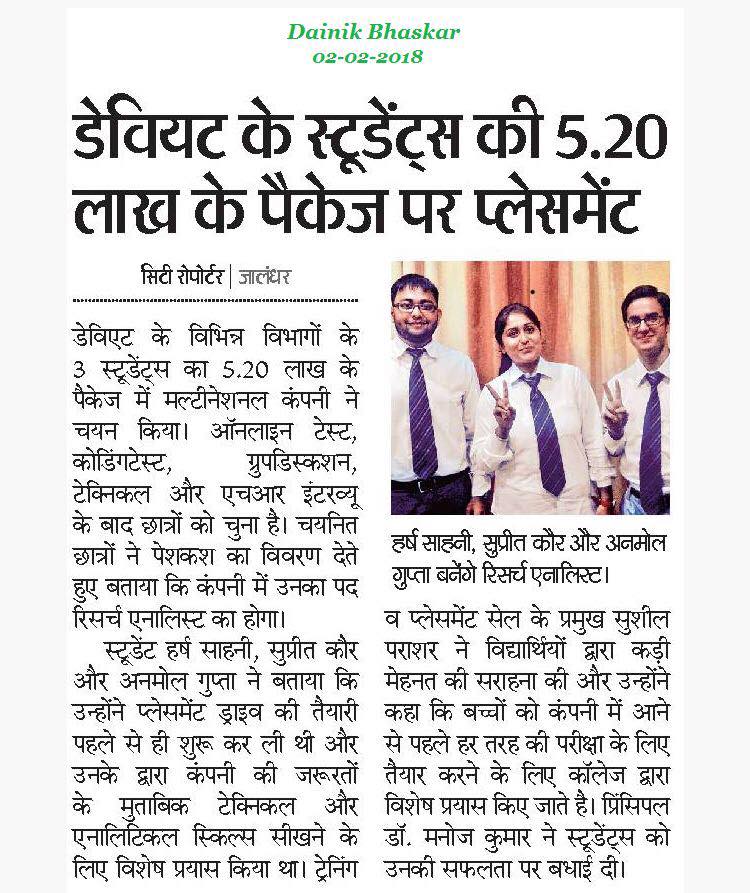 Dainik Bhaskar
02-02-2018
डेवियट के स्टूडेंट्स की 5.20
लाख के पैकेज पर प्लेसमेंट
सिटी रोपोर्टर | जालंधर
डेविएट के विभिन्न विभागों के
3 स्टूडेंट्स का 5.20 लाख के
पैकेज में मल्टीनेशनल कंपनी ने
चयन किया। ऑनलाइन टेस्ट,
कोडिंगटेस्ट, ग्रुपडिस्कशन,
टेक्निकल और एचआर इंटरव्यू
के बाद छात्रों को चुना है। चयनित
छात्रों ने पेशकश का विवरण देते
हुए बताया कि कंपनी में उनका पद
रिसर्च एनालिस्ट का होगा।
स्टूडेंट हर्ष साहनी, सुप्रीत कौर
और अनमोल गुप्ता ने बताया कि
उन्होंने प्लेसमेंट ड्राइव की तैयारी
पहले से ही शुरू कर ली थी और
उनके द्वारा कंपनी की जरूरतों
के मुताबिक टेक्निकल और
एनालिटिकल स्किल्स सीखने के
लिए विशेष प्रयास किया था। ट्रेनिंग
हर्ष साहनी, सुप्रीत कौर और अनमोल
गुप्ता बनेंगे रिसर्च एनालिस्ट।
व प्लेसमेंट सेल के प्रमुख सुशील
पराशर ने विद्यार्थियों द्वारा कड़ी
मेहनत की सराहना की और उन्होंने
कहा कि बच्चों को कंपनी में आने
से पहले हर तरह की परीक्षा के लिए
तैयार करने के लिए कॉलेज द्वारा
विशेष प्रयास किए जाते है। प्रिंसिपल
डॉ. मनोज कुमार ने स्टूडेंट्स को
उनकी सफलता पर बधाई दी।